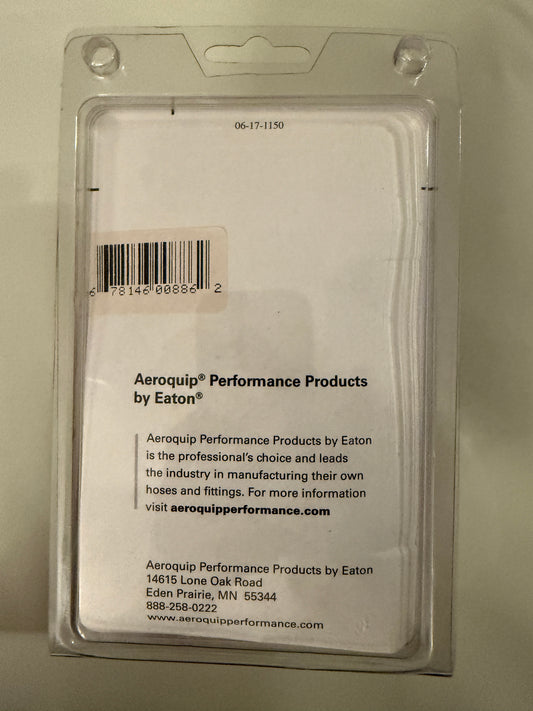 06-17-1150
6 78146 00886 2
Aeroquip® Performance Products
by Eaton®
Aeroquip Performance Products by Eaton
is the professional's choice and leads
the industry in manufacturing their own
hoses and fittings. For more information
visit aeroquipperformance.com
Aeroquip Performance Products by Eaton
14615 Lone Oak Road
Eden Prairie, MN 55344
888-258-0222
www.aeroquipperformance.com